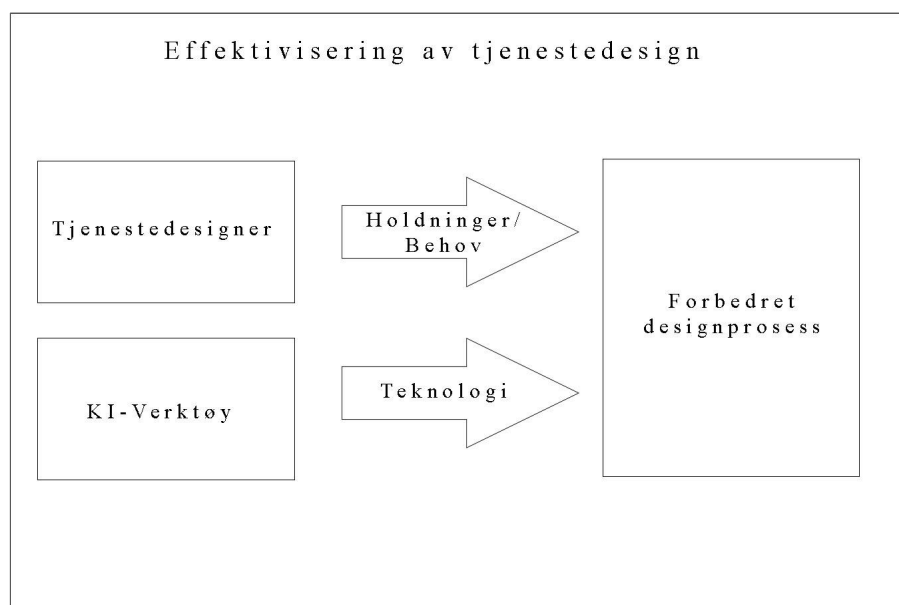 Effektivisering av tjenestedesign
Tjenestedesigner
Holdninger/
Behov
Forbedret
designprosess
KI-Verktøy
Teknologi